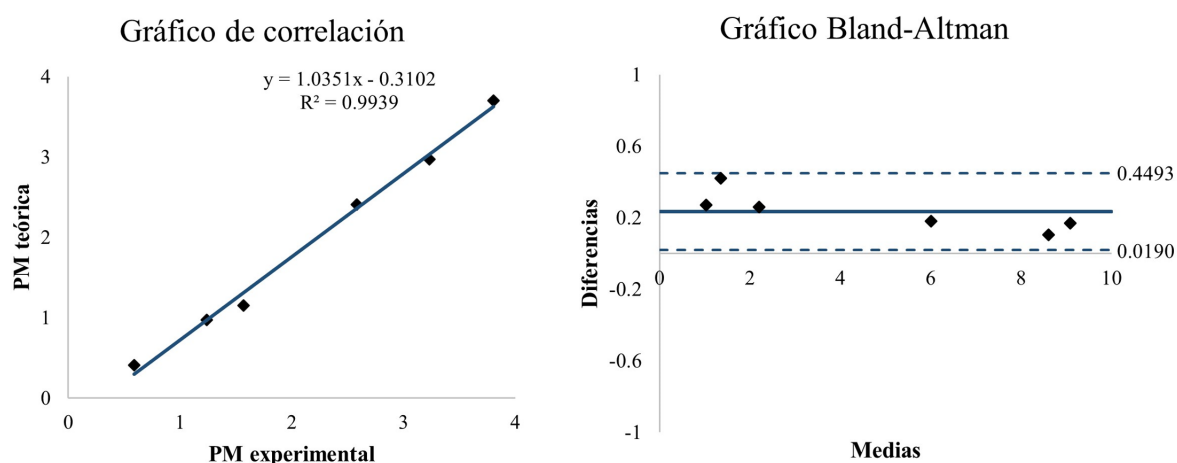 Gráfico de correlación
y = 1.0351x - 0.3102
R² = 0.9939
4
3
2
1
0
0 1 2 3 4
PM teórica
PM experimental
Gráfico Bland-Altman
1
0.6
0.2
-0.2
-0.6
-1
0 2 4 6 8 10
0.4493
0.0190
Diferencias
Medias